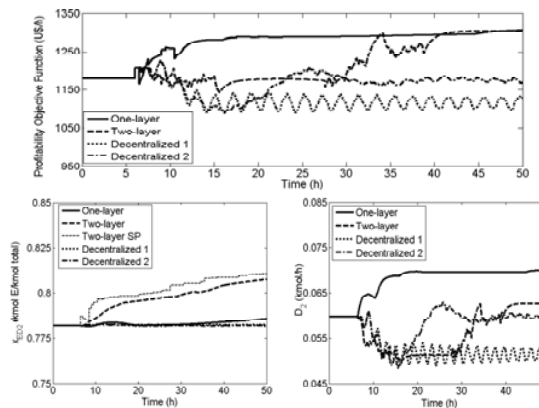 Profitability Objective Function (US$/h)
1350
1250
1150
1050
950
0 5 10 15 20 25 30 35 40 45 50
Time (h)
One-layer
Two-layer
Decentralized 1
Decentralized 2
xED2 (kmol E/kmol total)
0.85
0.825
0.8
0.775
0.75
0 10 20 30 40 50
Time (h)
One-layer
Two-layer
Two-layer SP
Decentralized 1
Decentralized 2
D2 (kmol/h)
0.085
0.075
0.065
0.055
0.045
0 10 20 30 40 50
Time (h)
One-layer
Two-layer
Decentralized 1
Decentralized 2